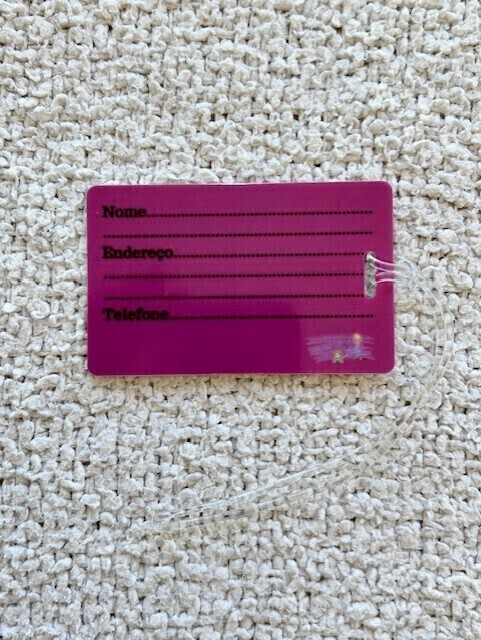 Nome..............................................................
..........................................................................
Endereço.....................................................
..........................................................................
..........................................................................
Telefone......................................................